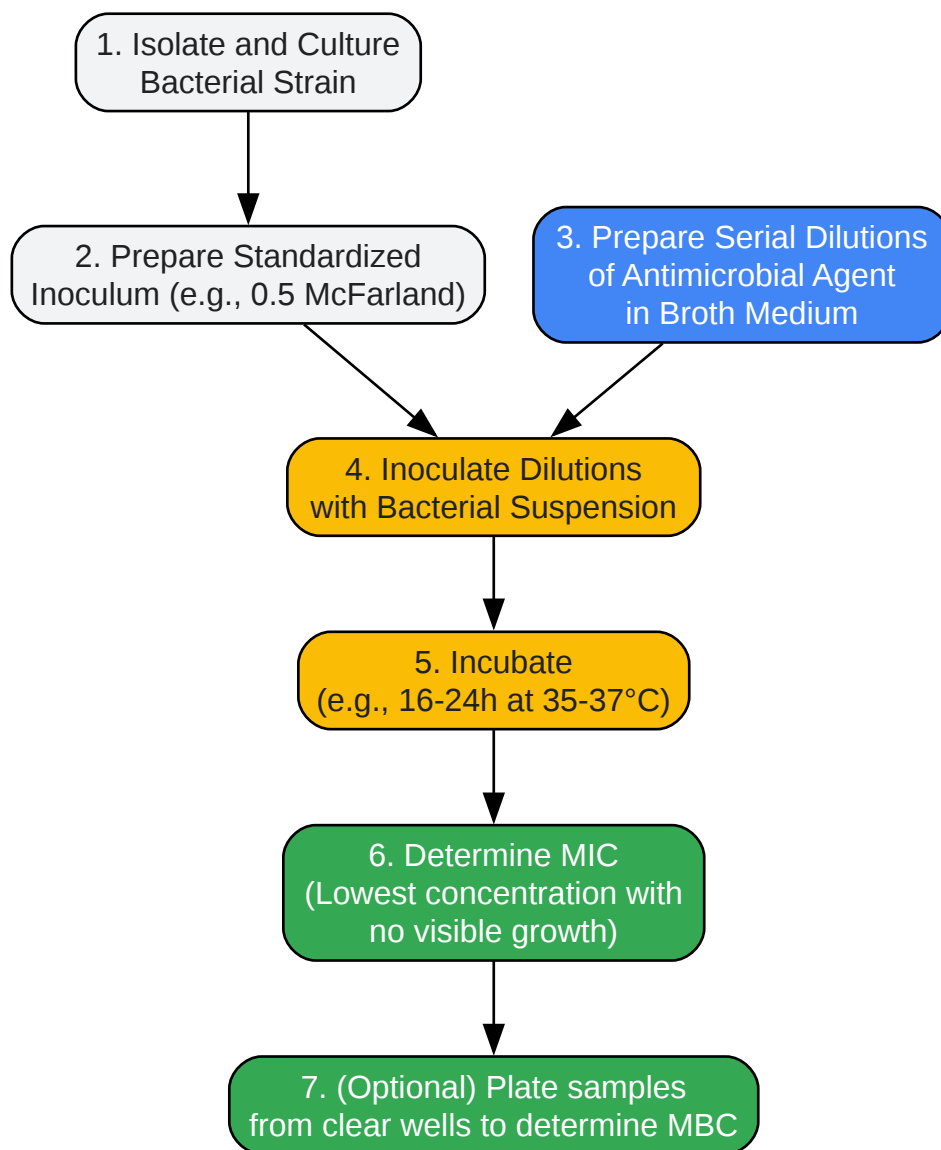 1. Isolate and Culture
Bacterial Strain
2. Prepare Standardized
Inoculum (e.g., 0.5 McFarland)
3. Prepare Serial Dilutions
of Antimicrobial Agent
in Broth Medium
4. Inoculate Dilutions
with Bacterial Suspension
5. Incubate
(e.g., 16-24h at 35-37°C)
6. Determine MIC
(Lowest concentration with
no visible growth)
7. (Optional) Plate samples
from clear wells to determine MBC